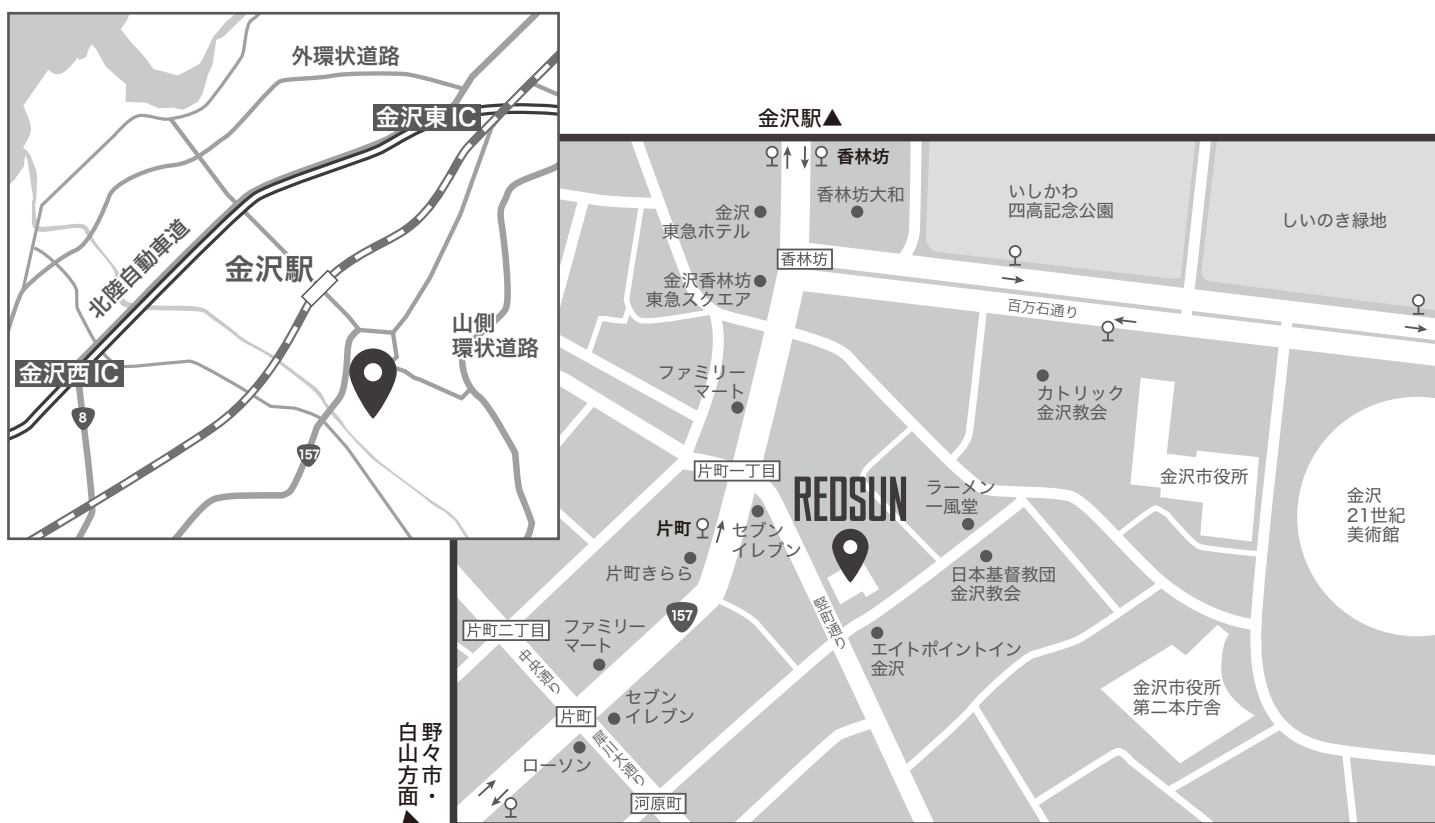 外環状道路
金沢東IC
北陸自動車道
金沢駅
山側
環状道路
金沢西IC
8
157
金沢駅▲
香林坊
香林坊大和
金沢
東急ホテル
いしかわ
四高記念公園
しいのき緑地
香林坊
金沢香林坊
東急スクエア
百万石通り
ファミリー
マート
カトリック
金沢教会
片町一丁目
REDSUN
ラーメン
一風堂
金沢市役所
金沢
21世紀
美術館
片町
セブン
イレブン
片町きらら
日本基督教団
金沢教会
157
竪町通り
片町二丁目
ファミリー
マート
中央通り
エイトポイントイン
金沢
金沢市役所
第二本庁舎
片町
セブン
イレブン
犀川大通り
ローソン
河原町
野々市・
白山方面